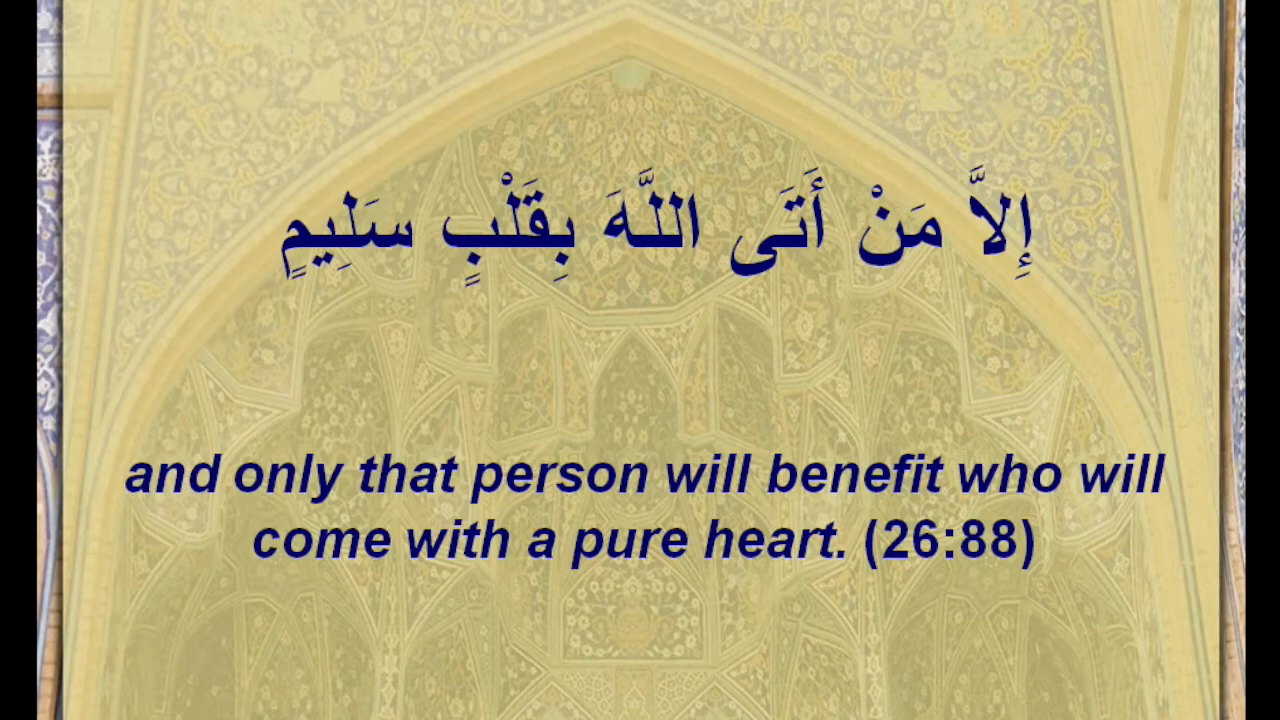 إِلاَّ مَنْ أَتَى اللَّهَ بِقَلْبٍ سَلِيمٍ
and only that person will benefit who will
come with a pure heart. (26:88)